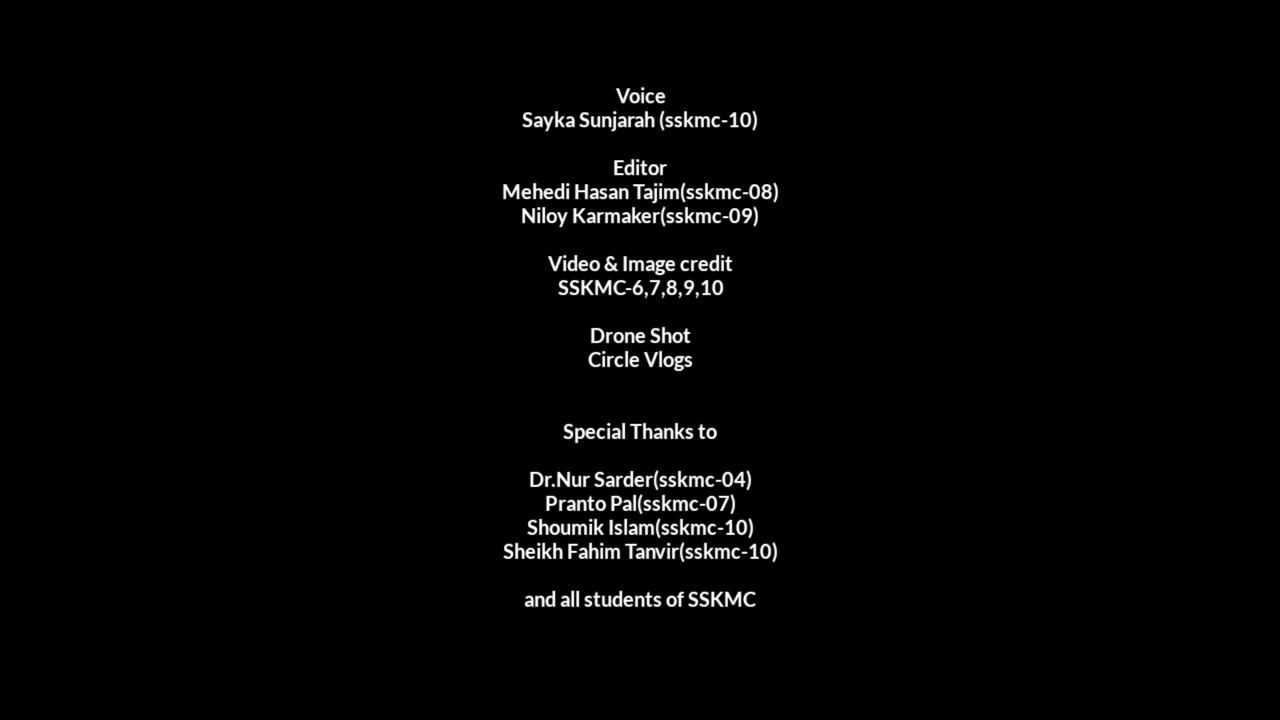 Voice
Sayka Sunjarah (sskmc-10)
Editor
Mehedi Hasan Tajim(sskmc-08)
Niloy Karmaker(sskmc-09)
Video & Image credit
SSKMC-6,7,8,9,10
Drone Shot
Circle Vlogs
Special Thanks to
Dr.Nur Sarder(sskmc-04)
Pranto Pal(sskmc-07)
Shoumik Islam(sskmc-10)
Sheikh Fahim Tanvir(sskmc-10)
and all students of SSKMC